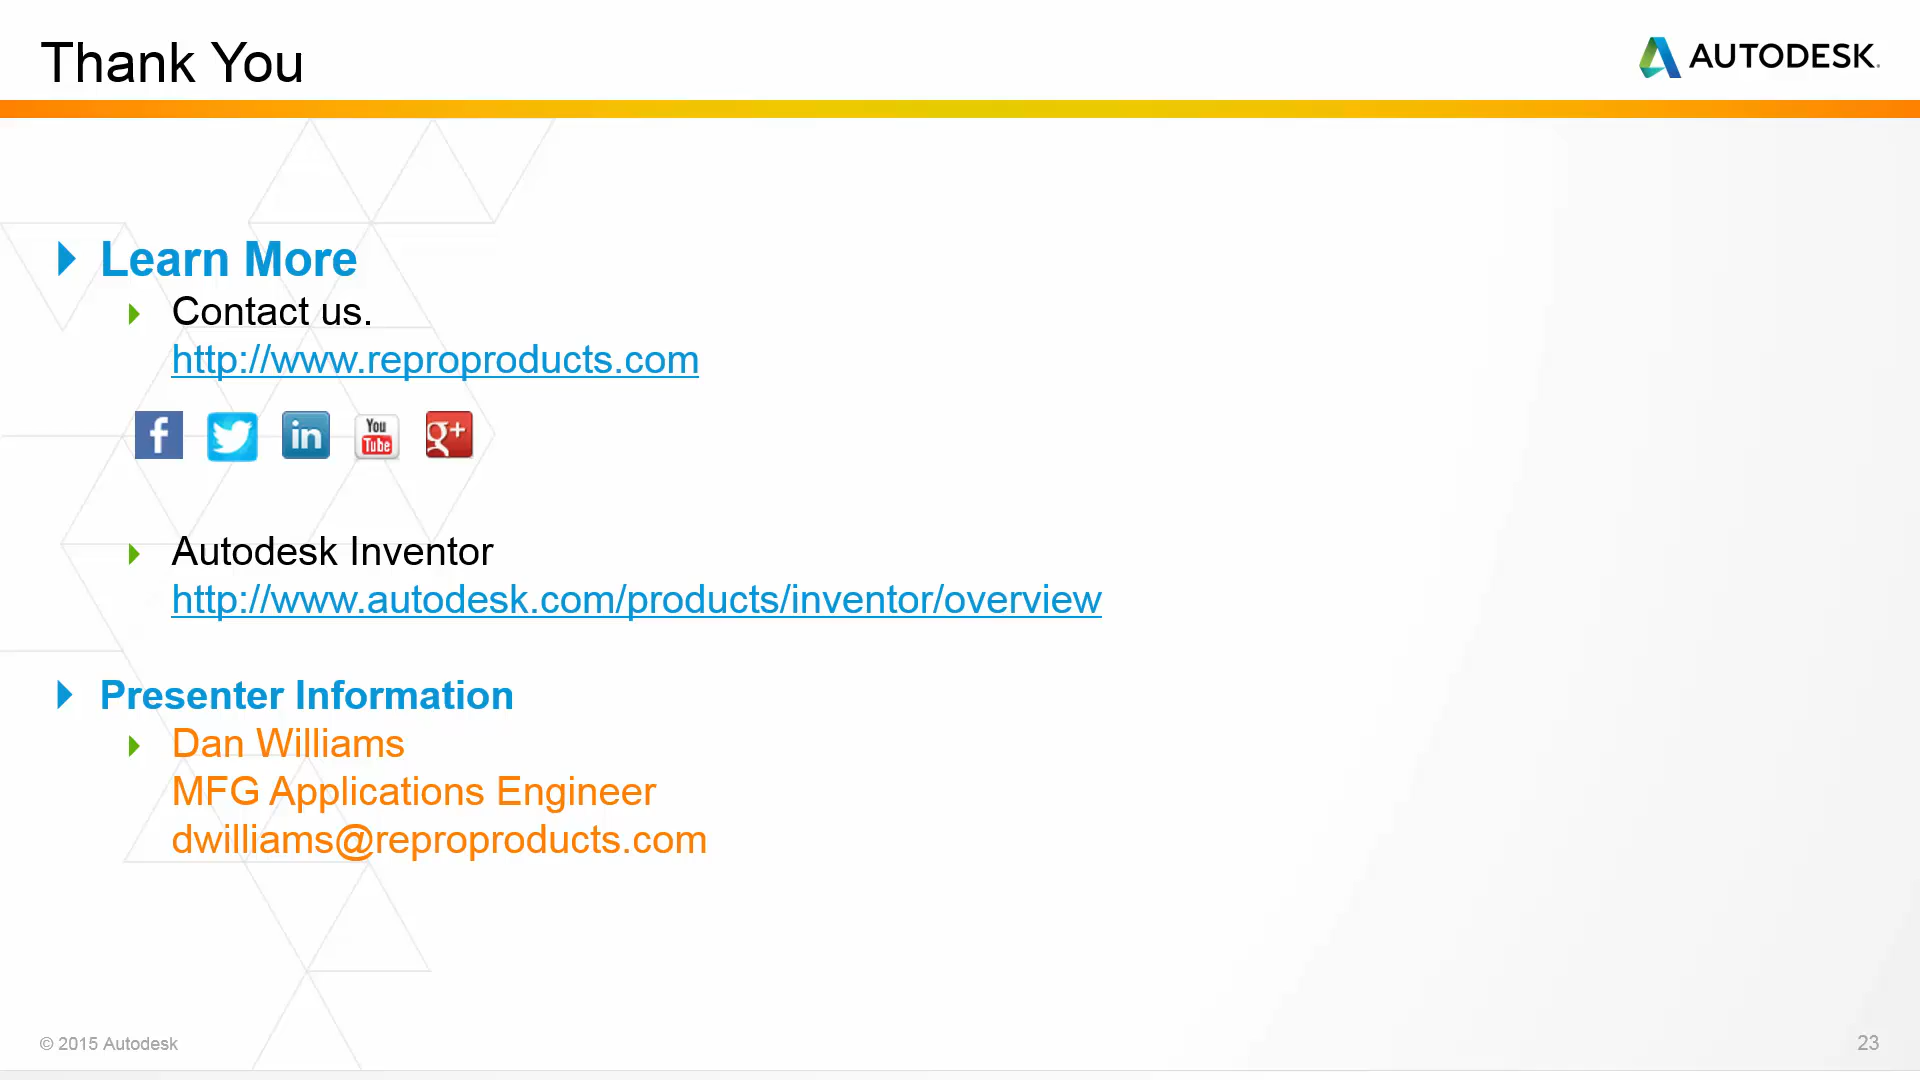 Thank You
AUTODESK.
Learn More
Contact us.
http://www.reproproducts.com
f in You Tube g+
Autodesk Inventor
http://www.autodesk.com/products/inventor/overview
Presenter Information
Dan Williams
MFG Applications Engineer
dwilliams@reproproducts.com
© 2015 Autodesk
23